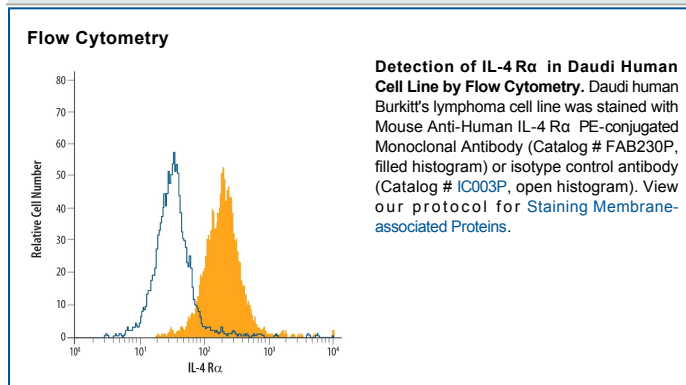 Flow Cytometry
80
70
60
50
40
30
20
10
0
Relative Cell Number
10⁰
10¹
10²
10³
10⁴
IL-4 Rα
Detection of IL-4 Rα in Daudi Human
Cell Line by Flow Cytometry. Daudi human
Burkitt's lymphoma cell line was stained with
Mouse Anti-Human IL-4 Rα PE-conjugated
Monoclonal Antibody (Catalog # FAB230P,
filled histogram) or isotype control antibody
(Catalog # IC003P, open histogram). View
our protocol for Staining Membrane-
associated Proteins.